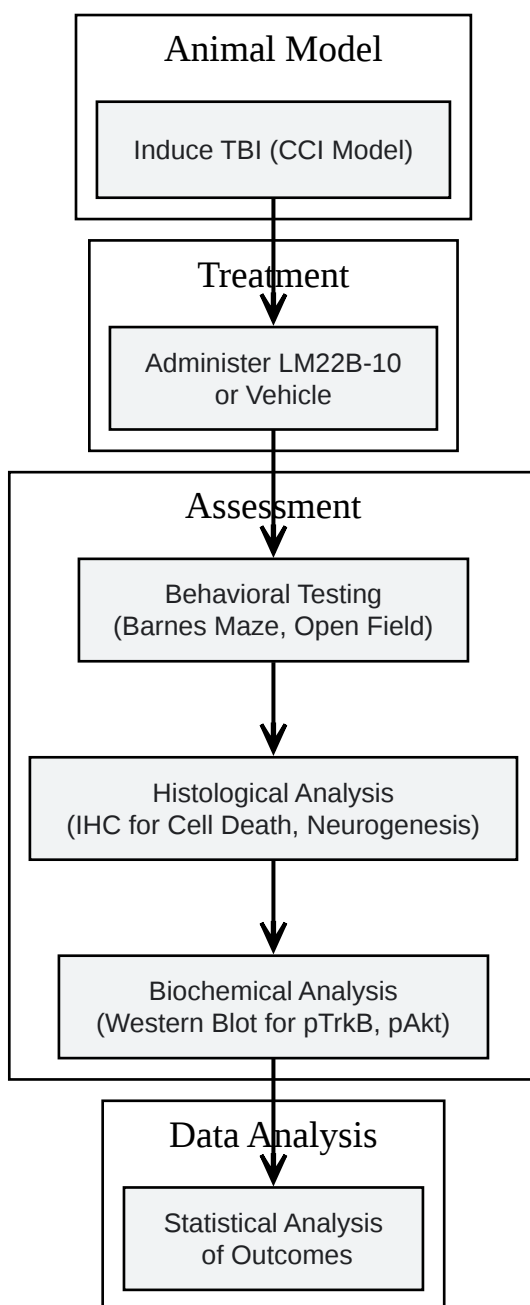 Animal Model
Induce TBI (CCI Model)
Treatment
Administer LM22B-10
or Vehicle
Assessment
Behavioral Testing
(Barnes Maze, Open Field)
Histological Analysis
(IHC for Cell Death, Neurogenesis)
Biochemical Analysis
(Western Blot for pTrkB, pAkt)
Data Analysis
Statistical Analysis
of Outcomes